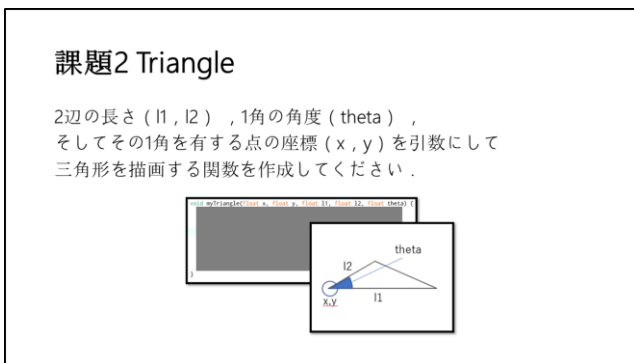 課題2 Triangle
2辺の長さ ( l1 , l2 ) , 1角の角度 ( theta ) ,
そしてその1角を有する点の座標 ( x , y ) を引数にして
三角形を描画する関数を作成してください .
void myTriangle(float x, float y, float l1, float l2, float theta) {
}
theta
l2
x,y
l1